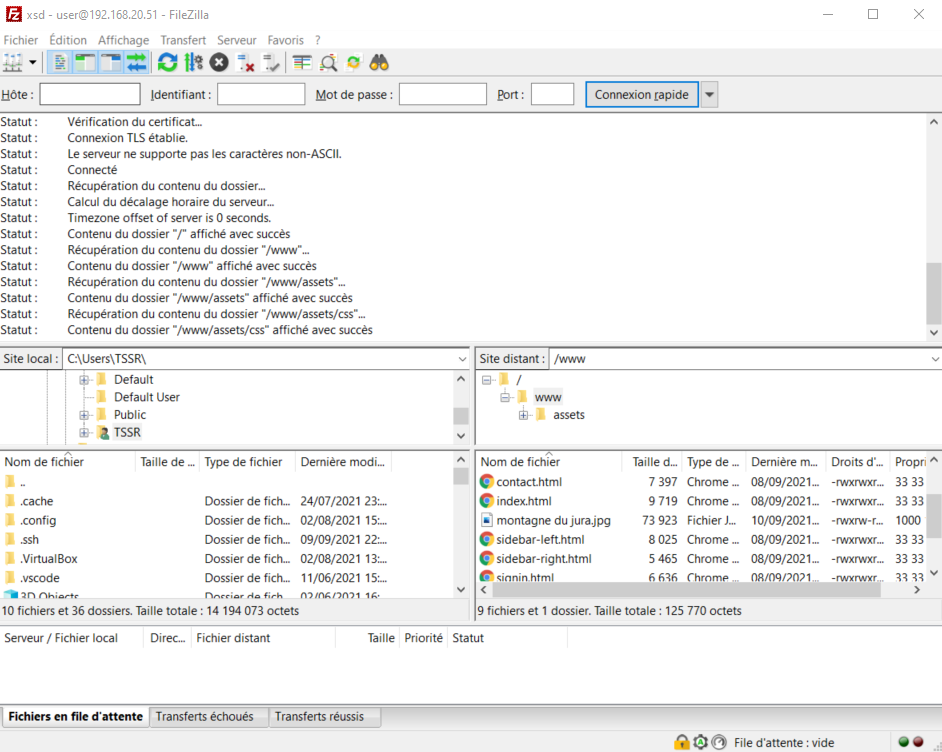 xsd - user@192.168.20.51 - FileZilla
Fichier Édition Affichage Transfert Serveur Favoris ?
Hôte : Identifiant : Mot de passe : Port : Connexion rapide
Statut : Vérification du certificat...
Statut : Connexion TLS établie.
Statut : Le serveur ne supporte pas les caractères non-ASCII.
Statut : Connecté
Statut : Récupération du contenu du dossier...
Statut : Calcul du décalage horaire du serveur...
Statut : Timezone offset of server is 0 seconds.
Statut : Contenu du dossier "/" affiché avec succès
Statut : Récupération du contenu du dossier "/www"...
Statut : Contenu du dossier "/www" affiché avec succès
Statut : Récupération du contenu du dossier "/www/assets"...
Statut : Contenu du dossier "/www/assets" affiché avec succès
Statut : Récupération du contenu du dossier "/www/assets/css"...
Statut : Contenu du dossier "/www/assets/css" affiché avec succès
Site local : C:\Users\TSSR\
Default
Default User
Public
TSSR
Site distant : /www
/
www
assets
Nom de fichier Taille de ... Type de fichier Dernière modi...
..
.cache Dossier de fich... 24/07/2021 23:...
.config Dossier de fich... 02/08/2021 15:...
.ssh Dossier de fich... 09/09/2021 22:...
.VirtualBox Dossier de fich... 02/08/2021 13:...
.vscode Dossier de fich... 11/06/2021 15:...
3D Objects Dossier de fich... 02/06/2021 16:...
10 fichiers et 36 dossiers. Taille totale : 14 194 073 octets
Nom de fichier Taille d... Type de ... Dernière m... Droits d'... Propri
contact.html 7 397 Chrome ... 08/09/2021... -rwxrwxr... 33 33
index.html 9 719 Chrome ... 08/09/2021... -rwxrwxr... 33 33
montagne du jura.jpg 73 923 Fichier J... 10/09/2021... -rwxrw-r... 1000
sidebar-left.html 8 025 Chrome ... 08/09/2021... -rwxrwxr... 33 33
sidebar-right.html 5 465 Chrome ... 08/09/2021... -rwxrwxr... 33 33
signin.html 6 636 Chrome ... 08/09/2021... -rwxrwxr... 33 33
9 fichiers et 1 dossier. Taille totale : 125 770 octets
Serveur / Fichier local Direc... Fichier distant Taille Priorité Statut
Fichiers en file d'attente Transferts échoués Transferts réussis
File d'attente : vide